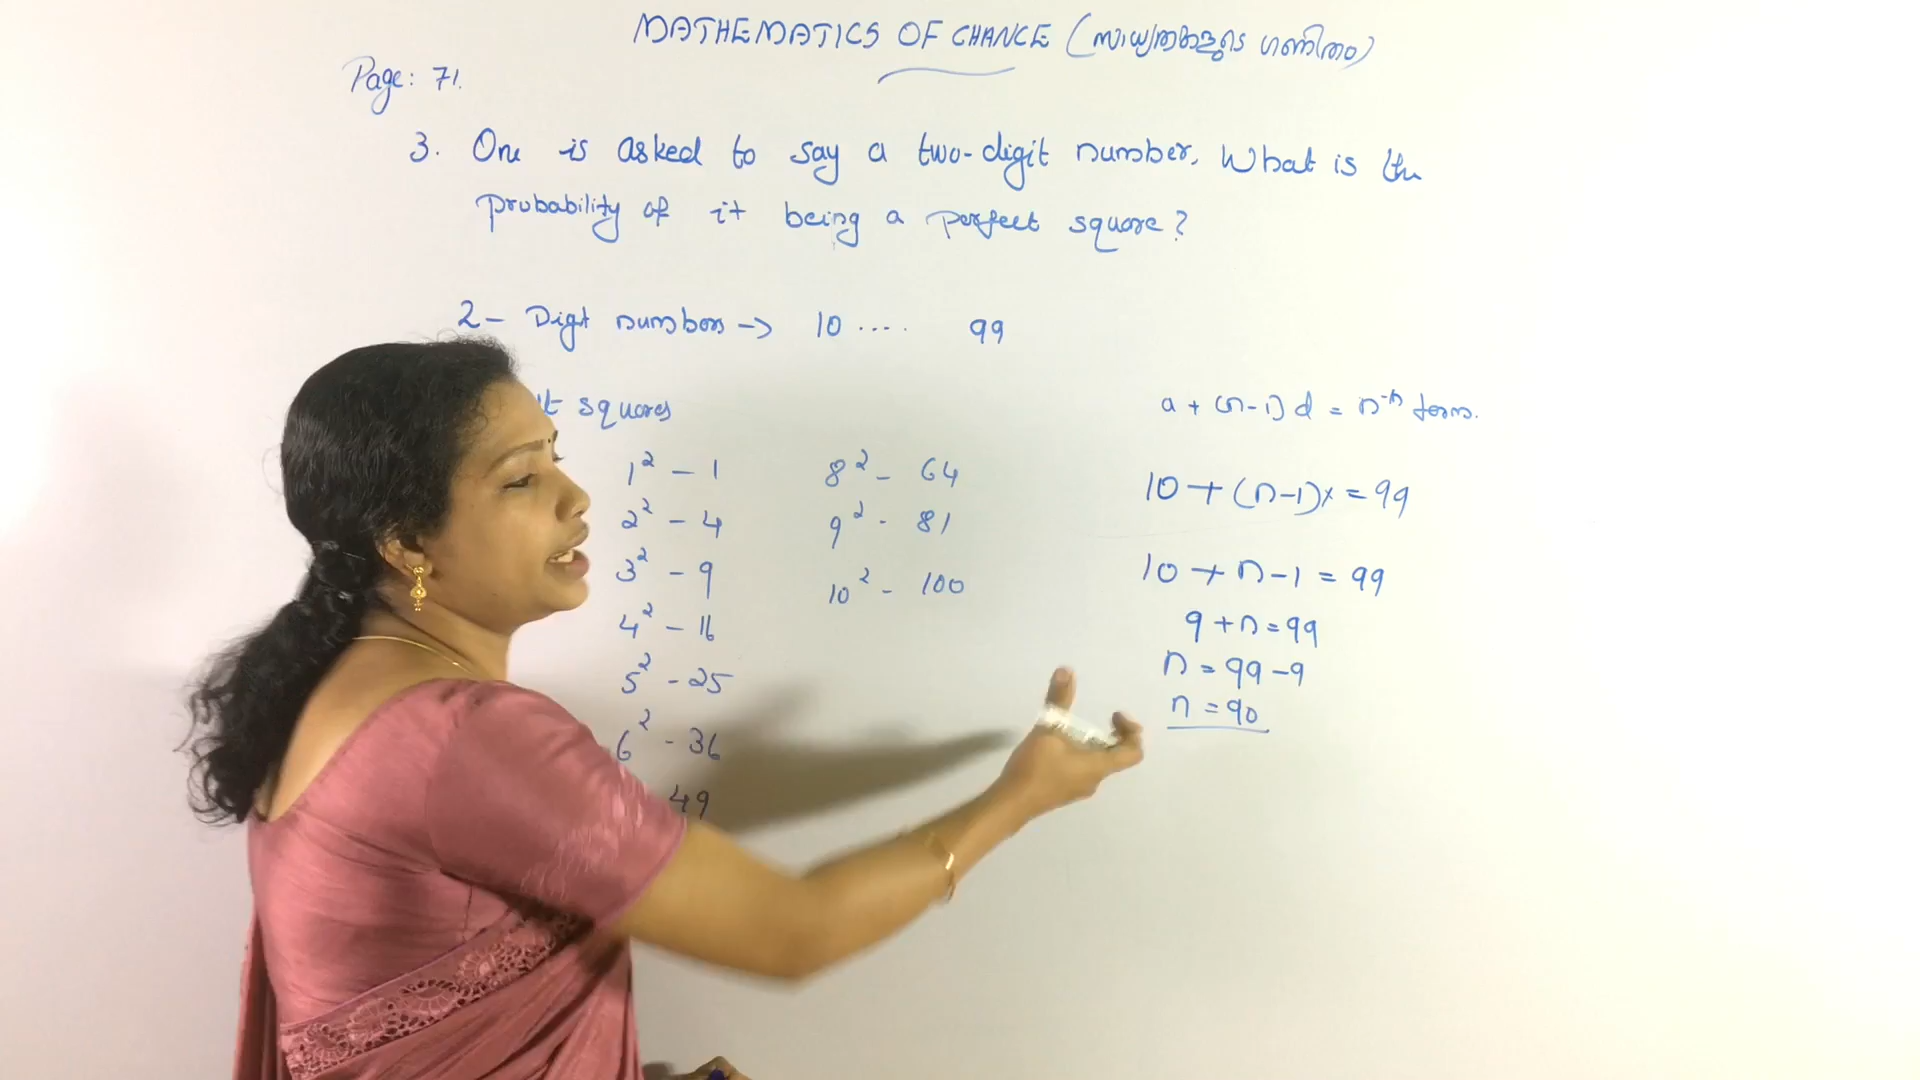 MATHEMATICS OF CHANCE (സാധ്യതകളുടെ ഗണിതം)
Page: 71.
3. One is asked to say a two-digit number. What is the
probability of it being a perfect square?
2- Digit numbers -> 10 .... 99
squares
1² - 1
2² - 4
3² - 9
4² - 16
5² - 25
6² - 36
49
8² - 64
9² - 81
10² - 100
a + (n-1) d = n th term.
10 + (n-1)x = 99
10 + n-1 = 99
9 + n = 99
n = 99 - 9
n = 90